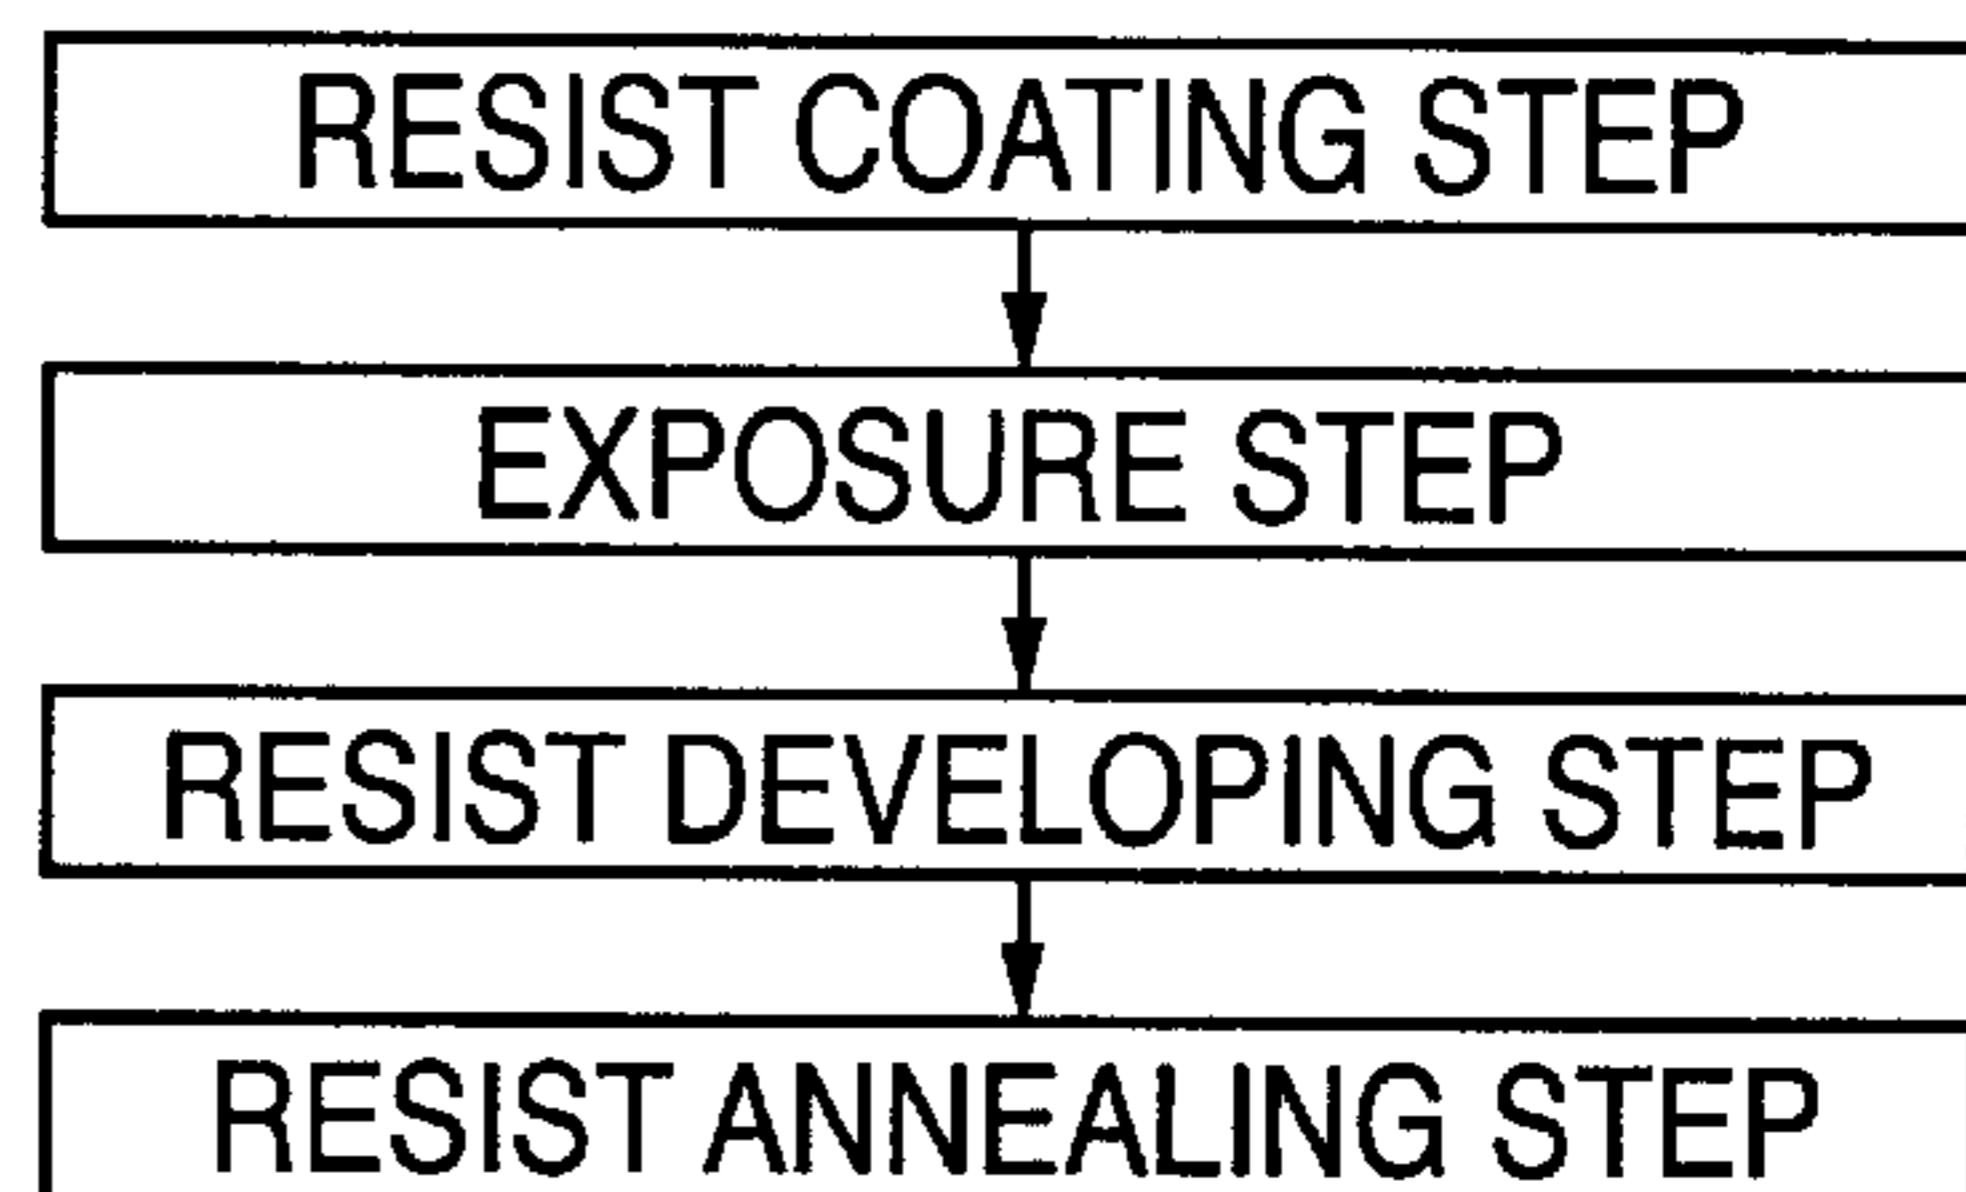 RESIST COATING STEP
EXPOSURE STEP
RESIST DEVELOPING STEP
RESIST ANNEALING STEP